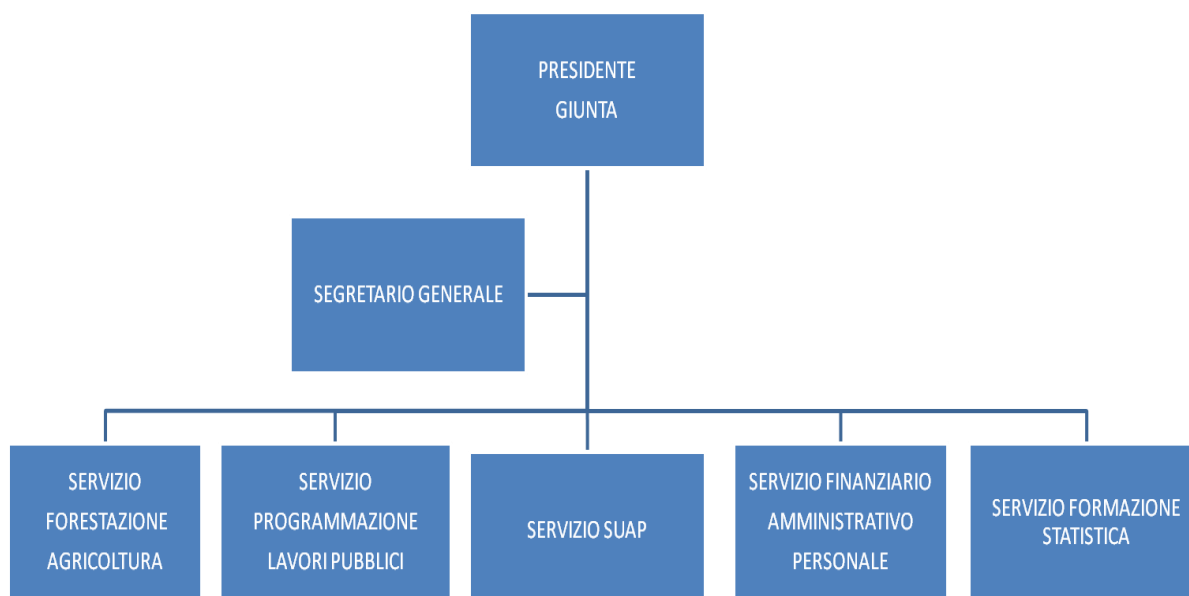 PRESIDENTE
GIUNTA
SEGRETARIO GENERALE
SERVIZIO
FORESTAZIONE
AGRICOLTURA
SERVIZIO
PROGRAMMAZIONE
LAVORI PUBBLICI
SERVIZIO SUAP
SERVIZIO FINANZIARIO
AMMINISTRATIVO
PERSONALE
SERVIZIO FORMAZIONE
STATISTICA